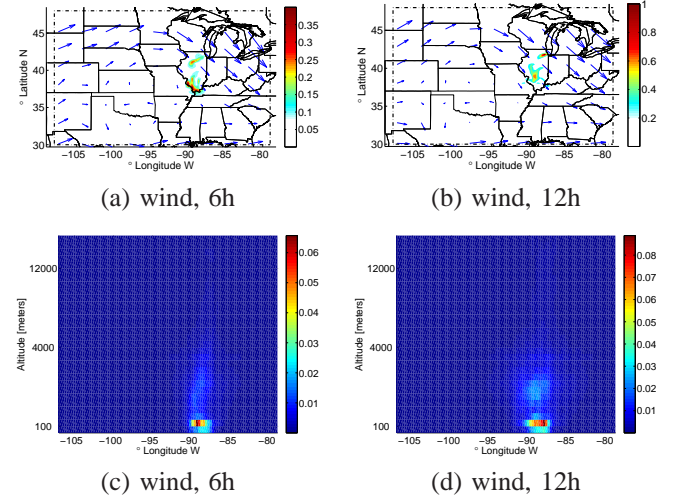 45
40
35
30
° Latitude N
−105 −100 −95 −90 −85 −80
° Longitude W
0.35
0.3
0.25
0.2
0.15
0.1
0.05
(a) wind, 6h
45
40
35
30
° Latitude N
−105 −100 −95 −90 −85 −80
° Longitude W
1
0.8
0.6
0.4
0.2
(b) wind, 12h
12000
4000
100
Altitude [meters]
−105 −100 −95 −90 −85 −80
° Longitude W
0.06
0.05
0.04
0.03
0.02
0.01
(c) wind, 6h
12000
4000
100
Altitude [meters]
−105 −100 −95 −90 −85 −80
° Longitude W
0.08
0.07
0.06
0.05
0.04
0.03
0.02
0.01
0.00
(d) wind, 12h